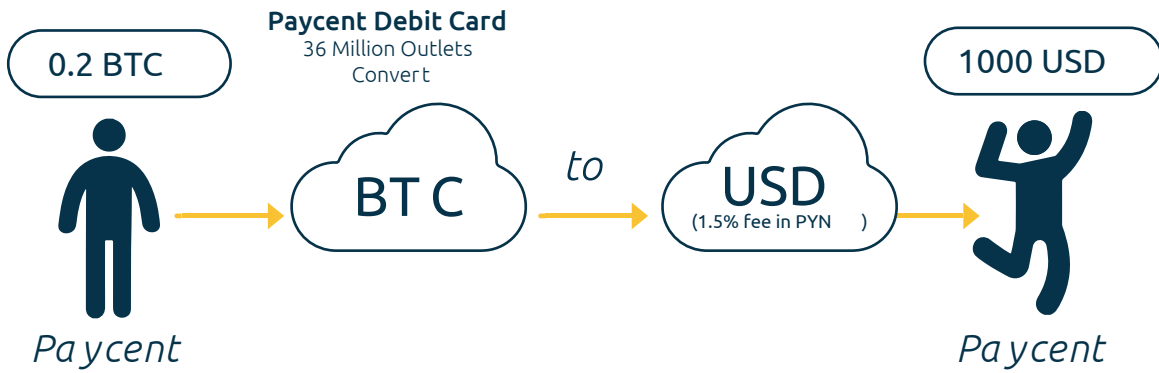 Paycent Debit Card
36 Million Outlets
Convert
0.2 BTC
1000 USD
BTC
to
USD
(1.5% fee in PYN )
Paycent
Paycent